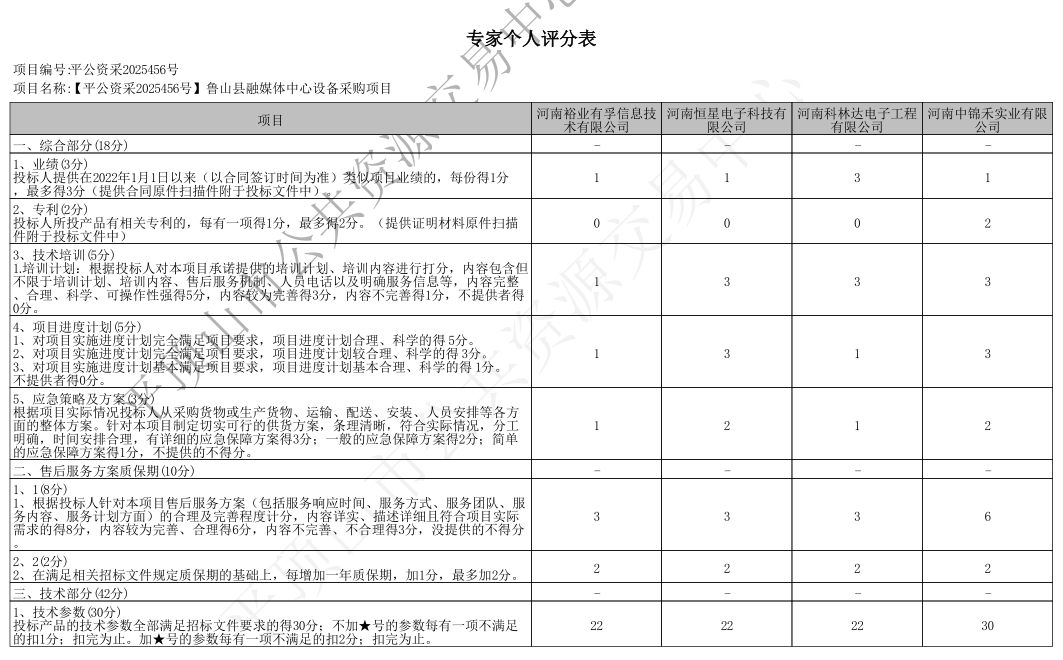 专家个人评分表
项目编号:平公资采2025456号
项目名称:【平公资采2025456号】鲁山县融媒体中心设备采购项目
项目
河南裕业有孚信息技
术有限公司
河南恒星电子科技有
限公司
河南科林达电子工程
有限公司
河南中锦禾实业有限
公司
一、综合部分(18分)
– – – –
1、业绩(3分)
投标人提供在2022年1月1日以来（以合同签订时间为准）类似项目业绩的，每份得1分
，最多得3分（提供合同原件扫描件附于投标文件中）
1 1 3 1
2、专利(2分)
投标人所投产品有相关专利的，每有一项得1分，最多得2分。（提供证明材料原件扫描
件附于投标文件中）
0 0 0 2
3、技术培训(5分)
1.培训计划：根据投标人对本项目承诺提供的培训计划、培训内容进行打分，内容包含但
不限于培训计划、培训内容、售后服务机制、人员电话以及明确服务信息等，内容完整
、合理、科学、可操作性强得5分，内容较为完善得3分，内容不完善得1分，不提供者得
0分。
1 3 3 3
4、项目进度计划(5分)
1、对项目实施进度计划完全满足项目要求，项目进度计划合理、科学的得 5分。
2、对项目实施进度计划完全满足项目要求，项目进度计划较合理、科学的得 3分。
3、对项目实施进度计划基本满足项目要求，项目进度计划基本合理、科学的得 1分。
不提供者得0分。
1 3 1 3
5、应急策略及方案(3分)
根据项目实际情况投标人从采购货物或生产货物、运输、配送、安装、人员安排等各方
面的整体方案。针对本项目制定切实可行的供货方案，条理清晰，符合实际情况，分工
明确，时间安排合理，有详细的应急保障方案得3分；一般的应急保障方案得2分；简单
的应急保障方案得1分，不提供的不得分。
1 2 1 2
二、售后服务方案质保期(10分)
– – – –
1、1(8分)
1、根据投标人针对本项目售后服务方案（包括服务响应时间、服务方式、服务团队、服
务内容、服务计划方面）的合理及完善程度计分，内容详实、描述详细且符合项目实际
需求的得8分，内容较为完善、合理得6分，内容不完善、不合理得3分，没提供的不得分
。
3 3 3 6
2、2(2分)
2、在满足相关招标文件规定质保期的基础上，每增加一年质保期，加1分，最多加2分。
2 2 2 2
三、技术部分(42分)
– – – –
1、技术参数(30分)
投标产品的技术参数全部满足招标文件要求的得30分；不加★号的参数每有一项不满足
的扣1分；扣完为止。加★号的参数每有一项不满足的扣2分；扣完为止。
22 22 22 30
平顶山市公共资源交易中心
平顶山市公共资源交易中心